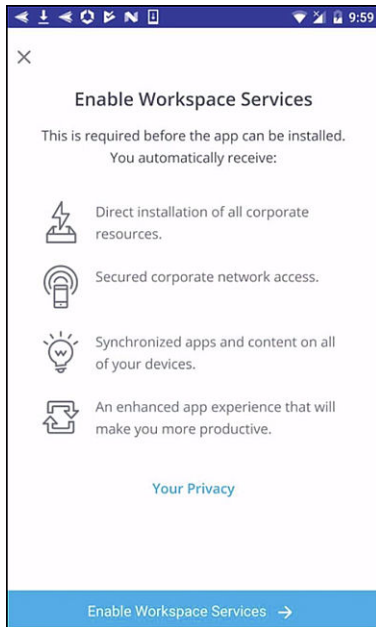 9:59
Enable Workspace Services
This is required before the app can be installed.
You automatically receive:
Direct installation of all corporate
resources.
Secured corporate network access.
Synchronized apps and content on all
of your devices.
An enhanced app experience that will
make you more productive.
Your Privacy
Enable Workspace Services →